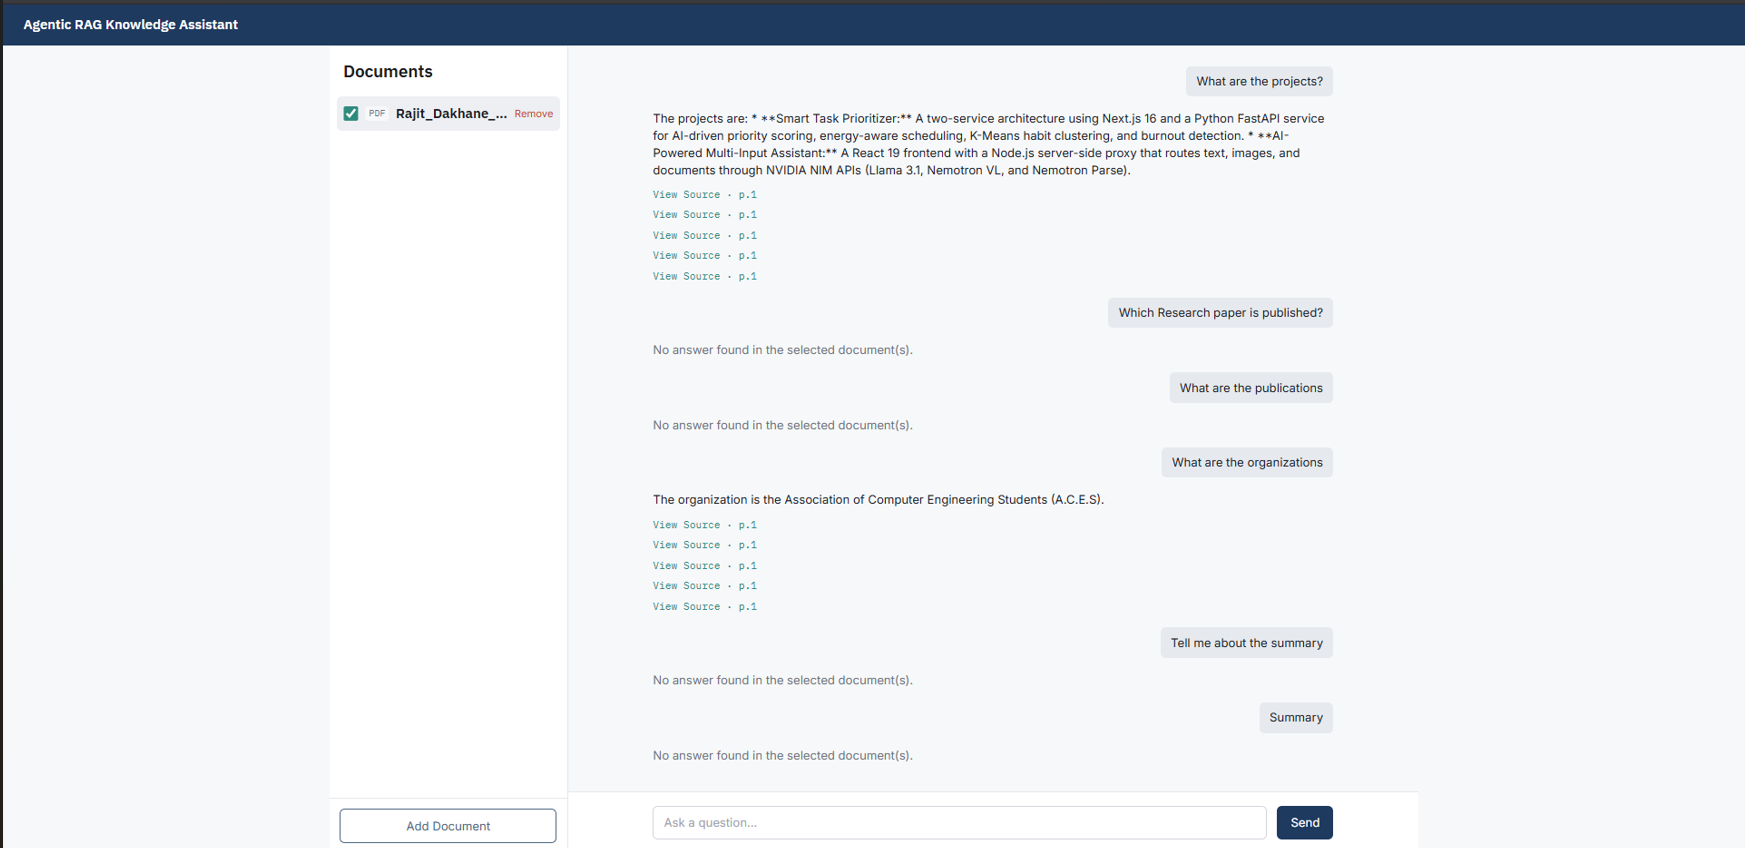 Agentic RAG Knowledge Assistant
Documents
PDF Rajit_Dakhane_... Remove
Add Document
What are the projects?
The projects are: * **Smart Task Prioritizer:** A two-service architecture using Next.js 16 and a Python FastAPI service
for AI-driven priority scoring, energy-aware scheduling, K-Means habit clustering, and burnout detection. * **AI-
Powered Multi-Input Assistant:** A React 19 frontend with a Node.js server-side proxy that routes text, images, and
documents through NVIDIA NIM APIs (Llama 3.1, Nemotron VL, and Nemotron Parse).
View Source · p.1
View Source · p.1
View Source · p.1
View Source · p.1
View Source · p.1
Which Research paper is published?
No answer found in the selected document(s).
What are the publications
No answer found in the selected document(s).
What are the organizations
The organization is the Association of Computer Engineering Students (A.C.E.S).
View Source · p.1
View Source · p.1
View Source · p.1
View Source · p.1
View Source · p.1
Tell me about the summary
No answer found in the selected document(s).
Summary
No answer found in the selected document(s).
Ask a question...
Send